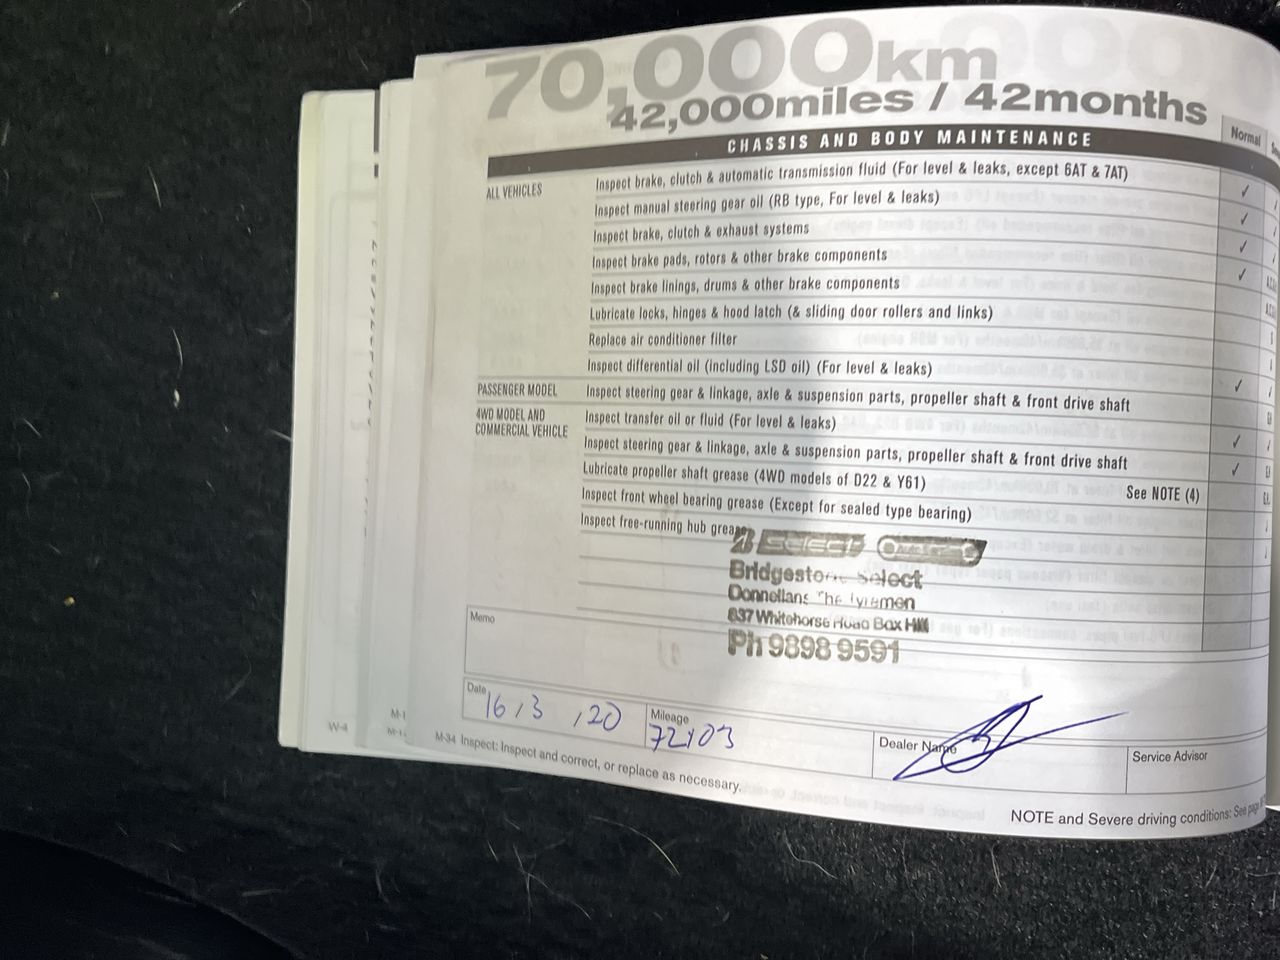 70,000km
42,000miles / 42months
Normal
CHASSIS AND BODY MAINTENANCE
ALL VEHICLES
Inspect brake, clutch & automatic transmission fluid (For level & leaks, except 6AT & 7AT) ✓
Inspect manual steering gear oil (RB type, For level & leaks) ✓
Inspect brake, clutch & exhaust systems ✓
Inspect brake pads, rotors & other brake components ✓
Inspect brake linings, drums & other brake components
Lubricate locks, hinges & hood latch (& sliding door rollers and links)
Replace air conditioner filter
Inspect differential oil (including LSD oil) (For level & leaks) ✓
PASSENGER MODEL
Inspect steering gear & linkage, axle & suspension parts, propeller shaft & front drive shaft
4WD MODEL AND
COMMERCIAL VEHICLE
Inspect transfer oil or fluid (For level & leaks) ✓
Inspect steering gear & linkage, axle & suspension parts, propeller shaft & front drive shaft ✓
Lubricate propeller shaft grease (4WD models of D22 & Y61)
Inspect front wheel bearing grease (Except for sealed type bearing) See NOTE (4)
Inspect free-running hub grease
Bridgestone Select
Donnellans The Tyremen
837 Whitehorse Road Box Hill
Ph 9898 9591
Memo
Date 16/3/20
Mileage
Dealer Name
Service Advisor
W-4
M-1
M-34 Inspect: Inspect and correct, or replace as necessary.
NOTE and Severe driving conditions: See page